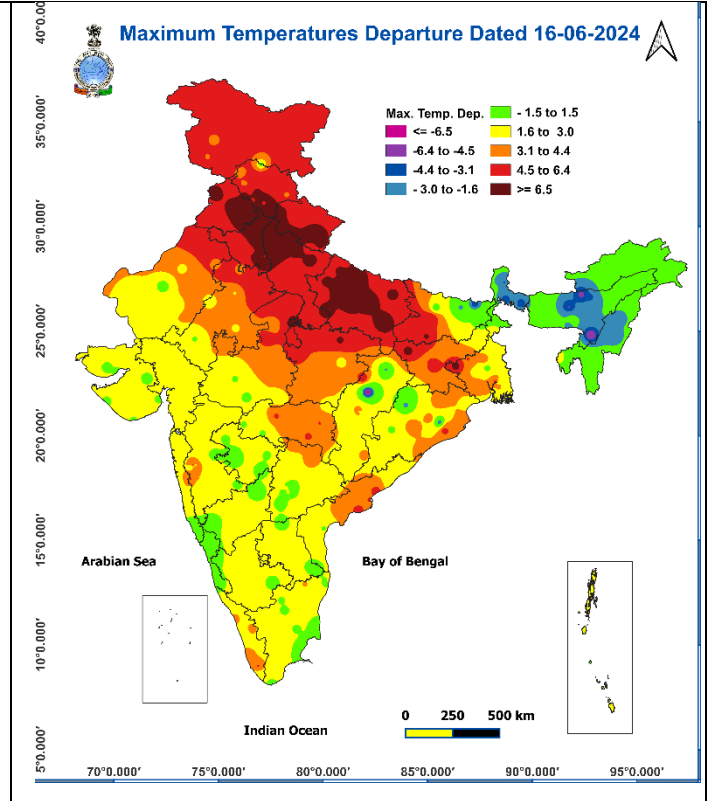 Maximum Temperatures Departure Dated 16-06-2024
Max. Temp. Dep.
<= -6.5
-6.4 to -4.5
-4.4 to -3.1
- 3.0 to -1.6
- 1.5 to 1.5
1.6 to 3.0
3.1 to 4.4
4.5 to 6.4
>= 6.5
40°0.000'
35°0.000'
30°0.000'
25°0.000'
20°0.000'
15°0.000'
10°0.000'
5°0.000'
Arabian Sea
Bay of Bengal
Indian Ocean
0 250 500 km
70°0.000' 75°0.000' 80°0.000' 85°0.000' 90°0.000' 95°0.000'